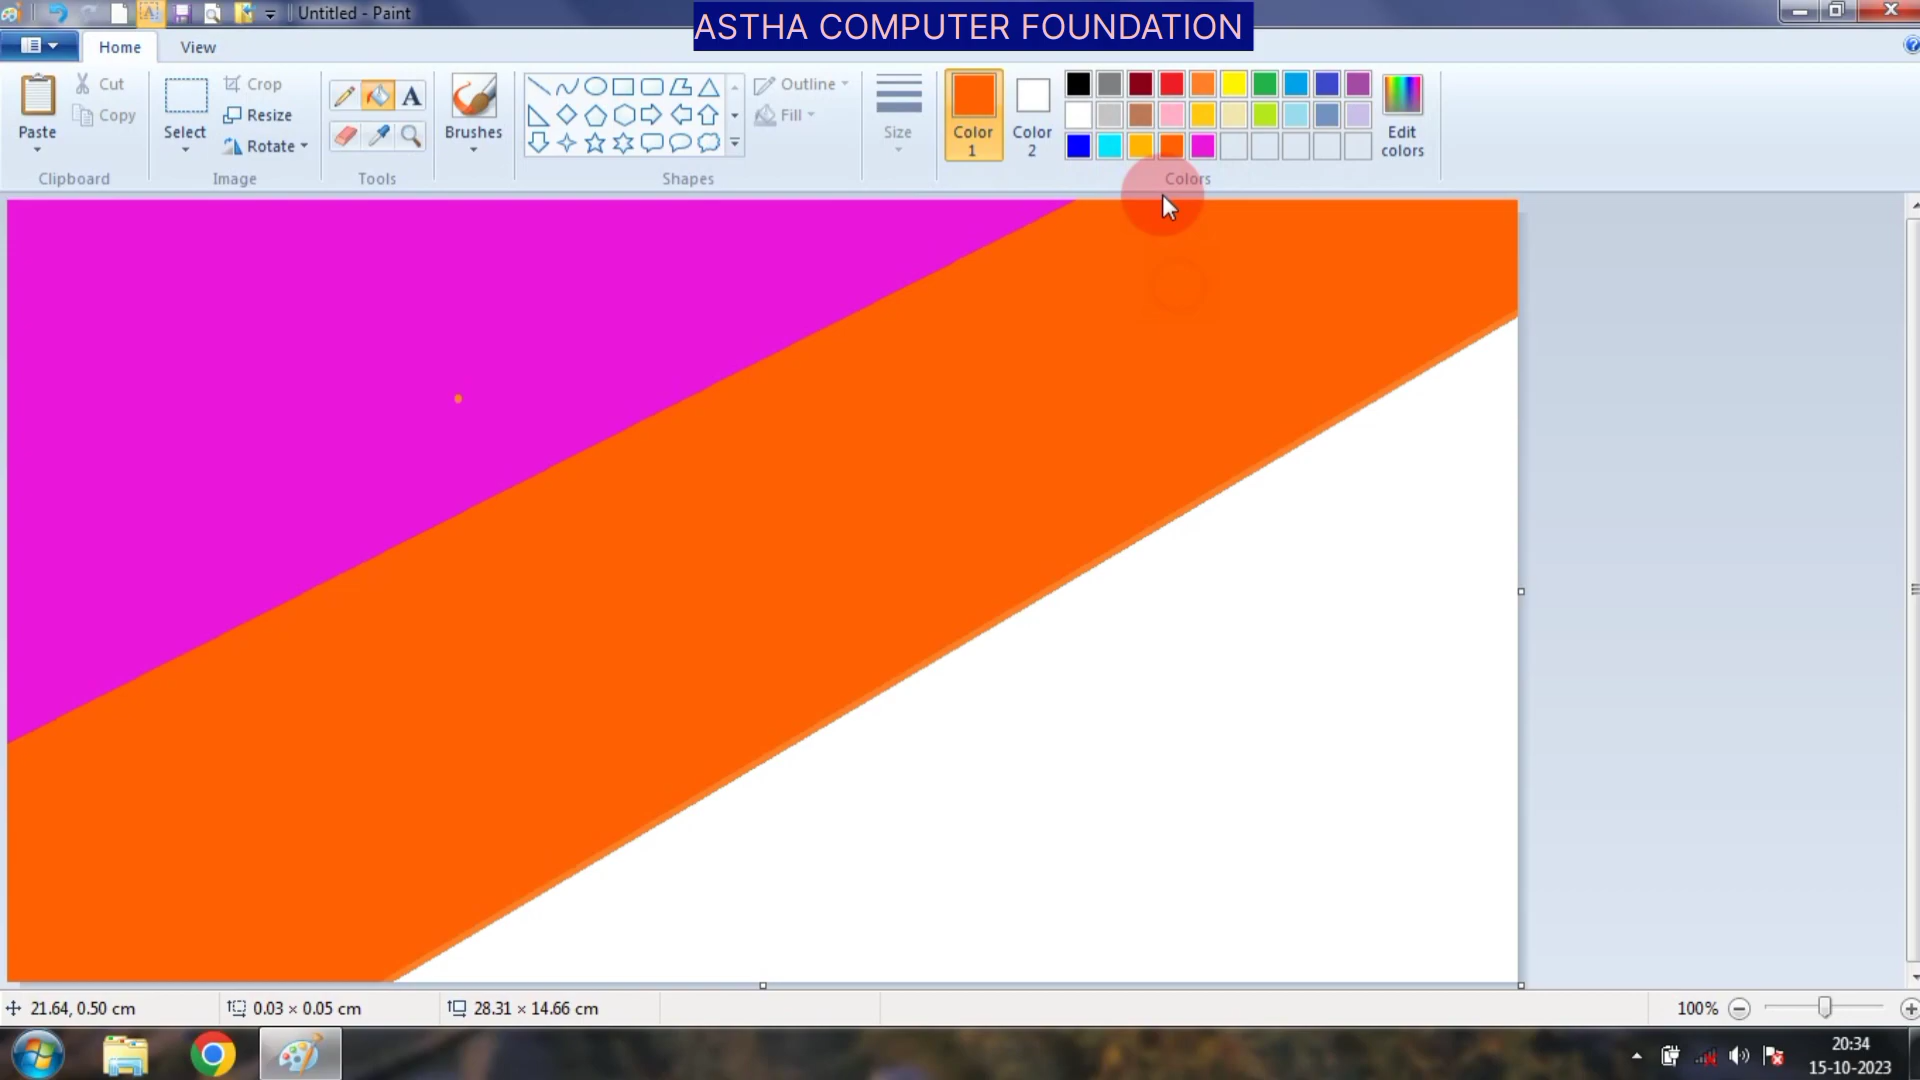 Untitled - Paint
ASTHA COMPUTER FOUNDATION
Home
View
Paste
Cut
Copy
Clipboard
Select
Crop
Resize
Rotate
Image
Tools
Brushes
Shapes
Outline
Fill
Size
Color
1
Color
2
Colors
Edit
colors
21.64, 0.50 cm
0.03 × 0.05 cm
28.31 × 14.66 cm
100%
20:34
15-10-2023